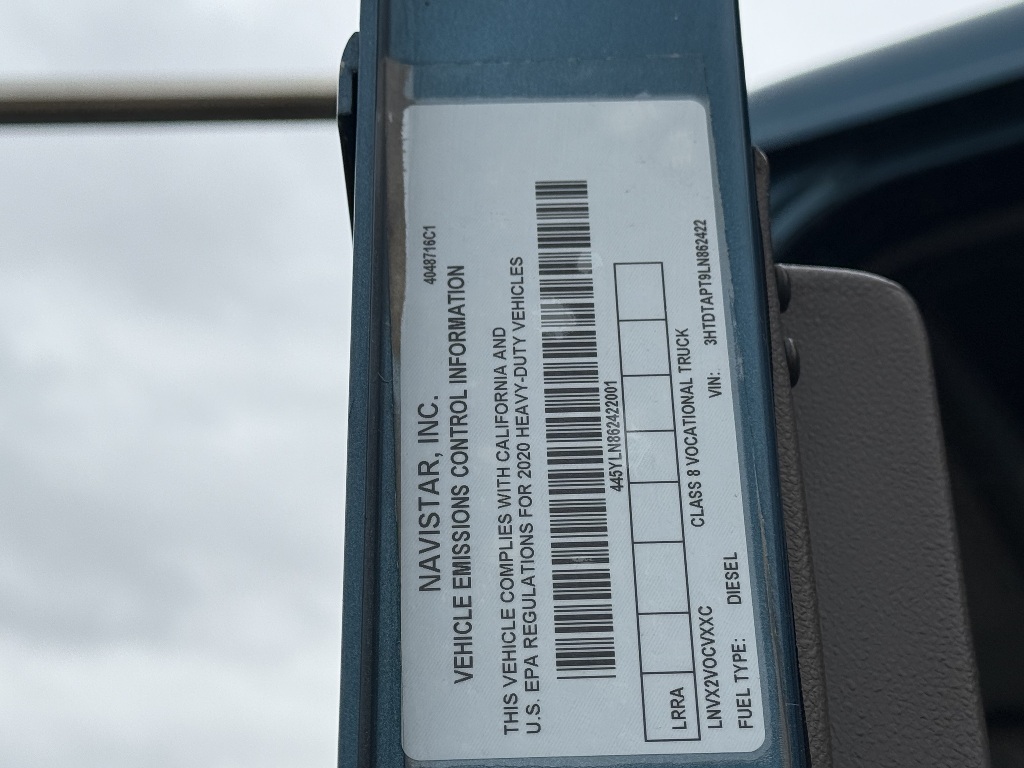 4048716C1
NAVISTAR, INC.
VEHICLE EMISSIONS CONTROL INFORMATION
THIS VEHICLE COMPLIES WITH CALIFORNIA AND
U.S. EPA REGULATIONS FOR 2020 HEAVY-DUTY VEHICLES
445YLN862422001
LRRA
LNVX2VOCVXXC CLASS 8 VOCATIONAL TRUCK
FUEL TYPE: DIESEL VIN: 3HTDTAPT9LN862422